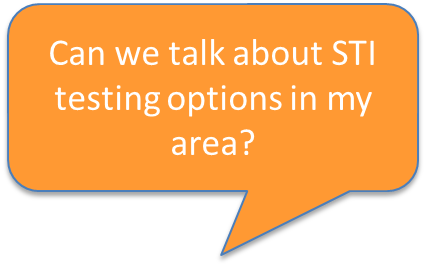 Can we talk about STI
testing options in my
area?